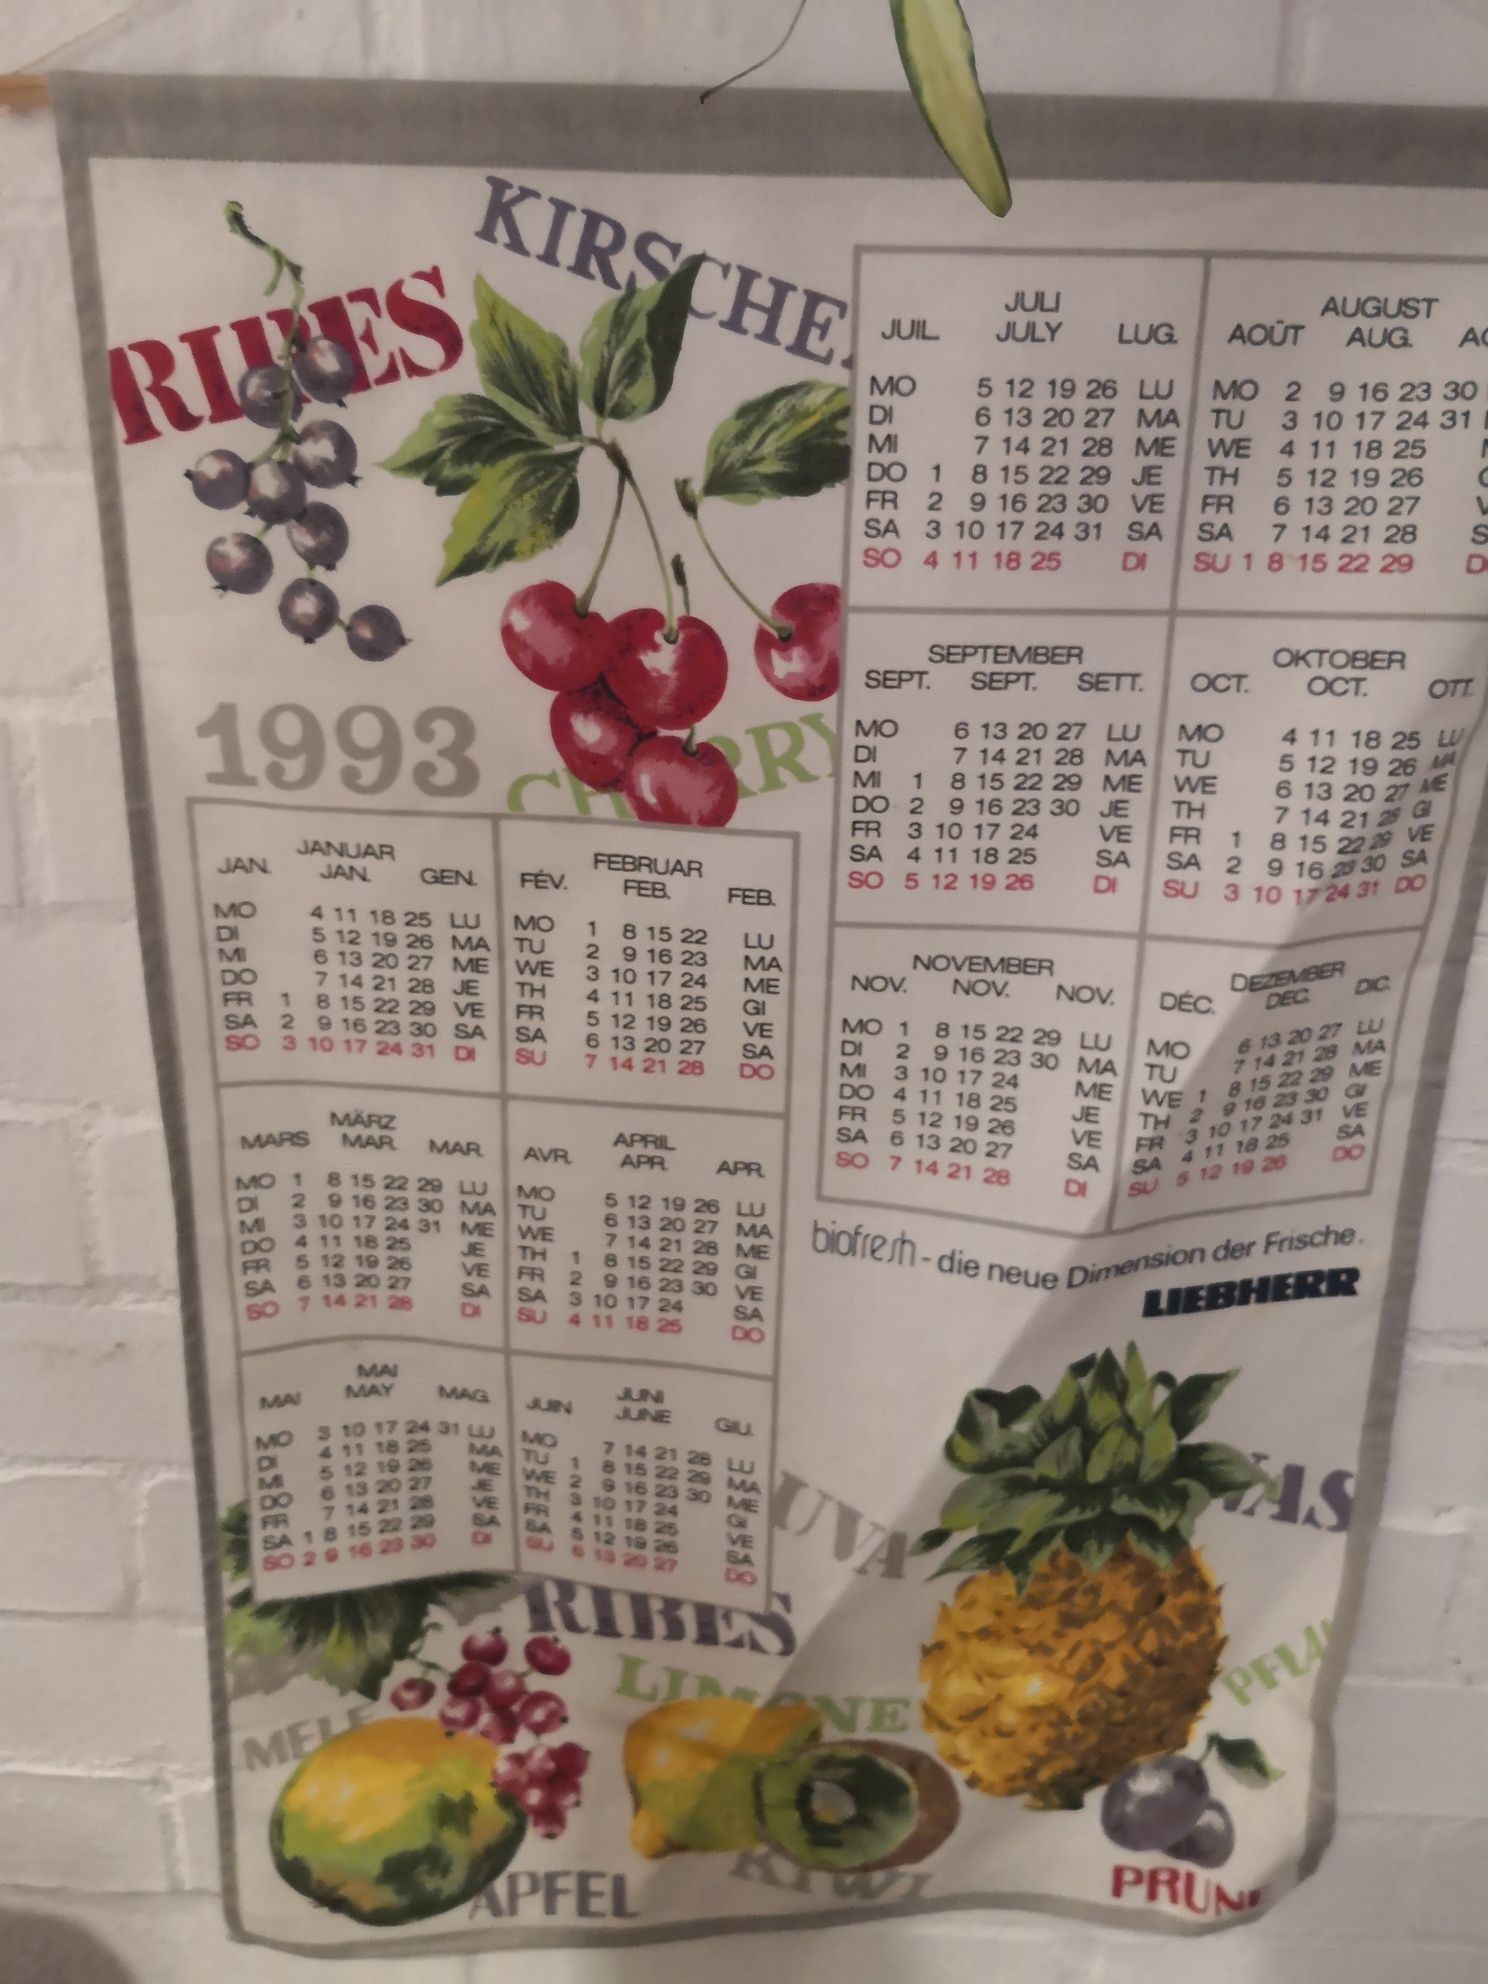 KIRSCHE
RIBES
1993
CHERRY
JANUAR
JAN. JAN. GEN.
MO 4 11 18 25 LU
DI 5 12 19 26 MA
MI 6 13 20 27 ME
DO 7 14 21 28 JE
FR 1 8 15 22 29 VE
SA 2 9 16 23 30 SA
SO 3 10 17 24 31 DI
FEBRUAR
FÉV. FEB. FEB.
MO 1 8 15 22 LU
TU 2 9 16 23 MA
WE 3 10 17 24 ME
TH 4 11 18 25 GI
FR 5 12 19 26 VE
SA 6 13 20 27 SA
SU 7 14 21 28 DO
MÄRZ
MARS MAR. MAR.
MO 1 8 15 22 29 LU
DI 2 9 16 23 30 MA
MI 3 10 17 24 31 ME
DO 4 11 18 25 JE
FR 5 12 19 26 VE
SA 6 13 20 27 SA
SO 7 14 21 28 DI
APRIL
AVR. APR. APR.
MO 5 12 19 26 LU
TU 6 13 20 27 MA
WE 7 14 21 28 ME
TH 1 8 15 22 29 GI
FR 2 9 16 23 30 VE
SA 3 10 17 24 SA
SU 4 11 18 25 DO
MAI
MAI MAY MAG.
MO 3 10 17 24 31 LU
DI 4 11 18 25 MA
MI 5 12 19 26 ME
DO 6 13 20 27 JE
FR 7 14 21 28 VE
SA 1 8 15 22 29 SA
SO 2 9 16 23 30 DI
JUNI
JUIN JUNE GIU.
MO 7 14 21 28 LU
TU 1 8 15 22 29 MA
WE 2 9 16 23 30 ME
TH 3 10 17 24 GI
FR 4 11 18 25 VE
SA 5 12 19 26 SA
SU 6 13 20 27 DO
JULI
JUIL JULY LUG.
MO 5 12 19 26 LU
DI 6 13 20 27 MA
MI 7 14 21 28 ME
DO 1 8 15 22 29 JE
FR 2 9 16 23 30 VE
SA 3 10 17 24 31 SA
SO 4 11 18 25 DI
AUGUST
AOÛT AUG.
MO 2 9 16 23 30
TU 3 10 17 24 31
WE 4 11 18 25
TH 5 12 19 26
FR 6 13 20 27
SA 7 14 21 28
SU 1 8 15 22 29
SEPTEMBER
SEPT. SEPT. SETT.
MO 6 13 20 27 LU
DI 7 14 21 28 MA
MI 1 8 15 22 29 ME
DO 2 9 16 23 30 JE
FR 3 10 17 24 VE
SA 4 11 18 25 SA
SO 5 12 19 26 DI
OKTOBER
OCT. OCT. OTT.
MO 4 11 18 25 LU
TU 5 12 19 26 MA
WE 6 13 20 27 ME
TH 7 14 21 28 GI
FR 1 8 15 22 29 VE
SA 2 9 16 23 30 SA
SU 3 10 17 24 31 DO
NOVEMBER
NOV. NOV. NOV.
MO 1 8 15 22 29 LU
DI 2 9 16 23 30 MA
MI 3 10 17 24 ME
DO 4 11 18 25 JE
FR 5 12 19 26 VE
SA 6 13 20 27 SA
SO 7 14 21 28 DI
DEZEMBER
DÉC. DEC. DIC.
MO 6 13 20 27 LU
TU 7 14 21 28 MA
WE 1 8 15 22 29 ME
TH 2 9 16 23 30 GI
FR 3 10 17 24 31 VE
SA 4 11 18 25 SA
SU 5 12 19 26 DO
biofresh - die neue Dimension der Frische.
LIEBHERR
UVA
RIBES
LIMONE
MELE
APFEL
KIWI
PRUNE